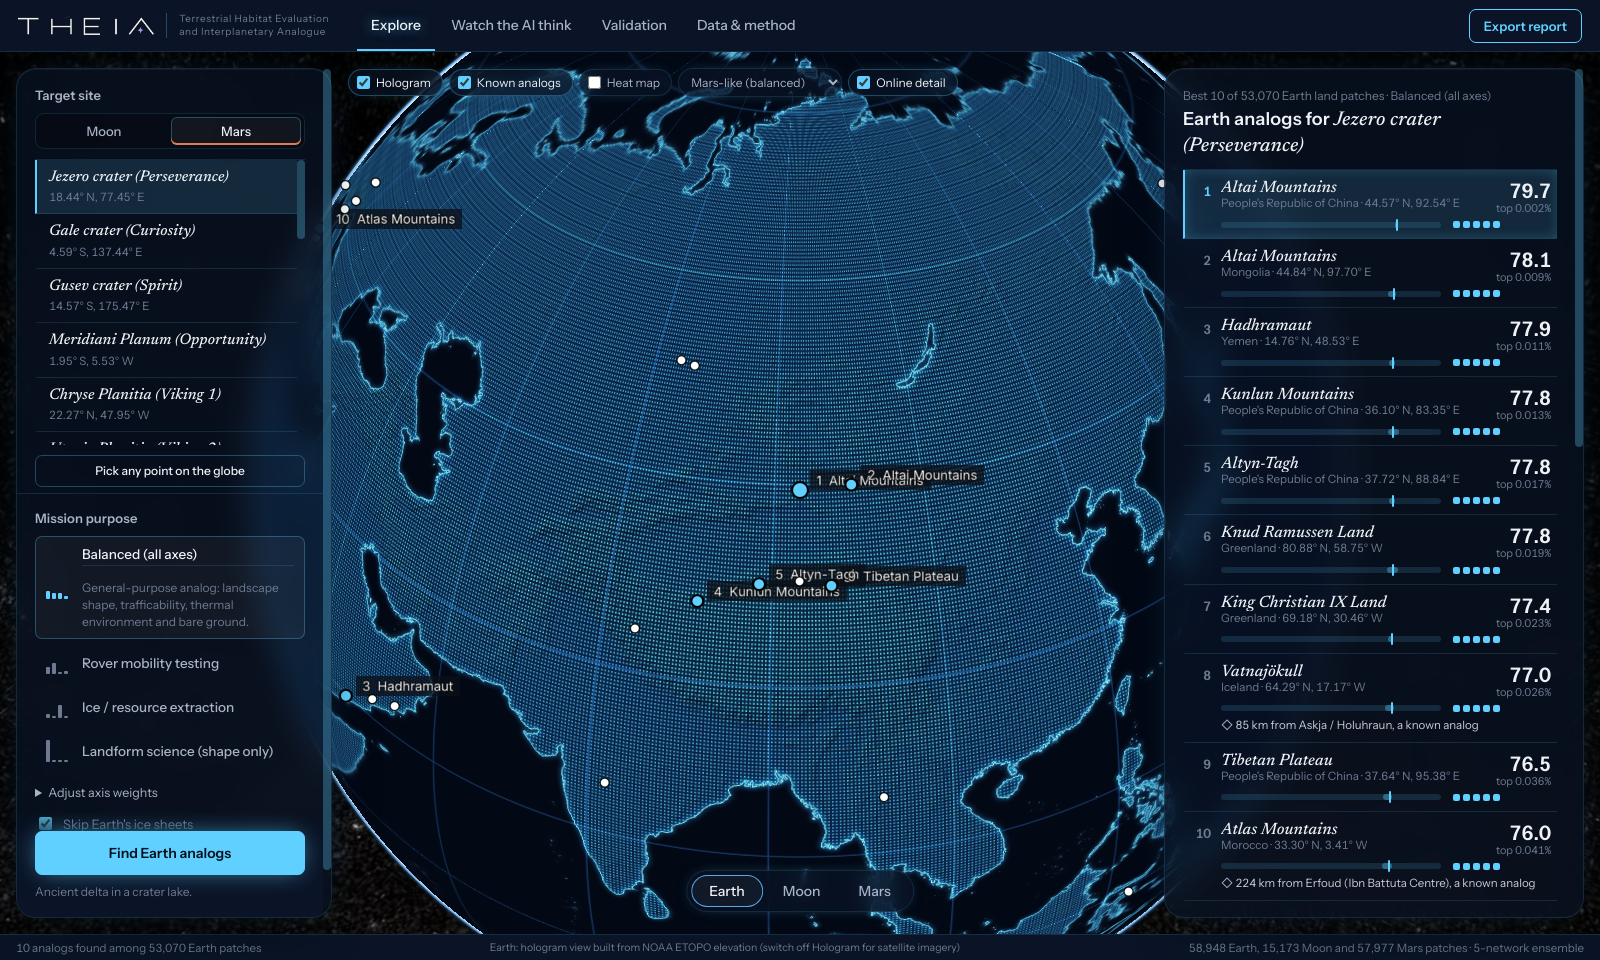 THEIA
Terrestrial Habitat Evaluation
and Interplanetary Analogue
Explore
Watch the AI think
Validation
Data & method
Export report
Target site
Moon
Mars
Jezero crater (Perseverance)
18.44° N, 77.45° E
Gale crater (Curiosity)
4.59° S, 137.44° E
Gusev crater (Spirit)
14.57° S, 175.47° E
Meridiani Planum (Opportunity)
1.95° S, 5.53° W
Chryse Planitia (Viking 1)
22.27° N, 47.95° W
Pick any point on the globe
Mission purpose
Balanced (all axes)
General-purpose analog: landscape
shape, trafficability, thermal
environment and bare ground.
Rover mobility testing
Ice / resource extraction
Landform science (shape only)
Adjust axis weights
Skip Earth's ice sheets
Find Earth analogs
Ancient delta in a crater lake.
Hologram
Known analogs
Heat map
Mars-like (balanced)
Online detail
10 Atlas Mountains
1 Altai Mountains
2 Altai Mountains
5 Altyn-Tagh
9 Tibetan Plateau
4 Kunlun Mountains
3 Hadhramaut
Earth
Moon
Mars
Best 10 of 53,070 Earth land patches · Balanced (all axes)
Earth analogs for Jezero crater
(Perseverance)
1 Altai Mountains 79.7
People's Republic of China · 44.57° N, 92.54° E top 0.002%
2 Altai Mountains 78.1
Mongolia · 44.84° N, 97.70° E top 0.009%
3 Hadhramaut 77.9
Yemen · 14.76° N, 48.53° E top 0.011%
4 Kunlun Mountains 77.8
People's Republic of China · 36.10° N, 83.35° E top 0.013%
5 Altyn-Tagh 77.8
People's Republic of China · 37.72° N, 88.84° E top 0.017%
6 Knud Ramussen Land 77.8
Greenland · 80.88° N, 58.75° W top 0.019%
7 King Christian IX Land 77.4
Greenland · 69.18° N, 30.46° W top 0.023%
8 Vatnajökull 77.0
Iceland · 64.29° N, 17.17° W top 0.026%
85 km from Askja / Holuhraun, a known analog
9 Tibetan Plateau 76.5
People's Republic of China · 37.64° N, 95.38° E top 0.036%
10 Atlas Mountains 76.0
Morocco · 33.30° N, 3.41° W top 0.041%
224 km from Erfoud (Ibn Battuta Centre), a known analog
10 analogs found among 53,070 Earth patches
Earth: hologram view built from NOAA ETOPO elevation (switch off Hologram for satellite imagery)
58,948 Earth, 15,173 Moon and 57,977 Mars patches · 5-network ensemble